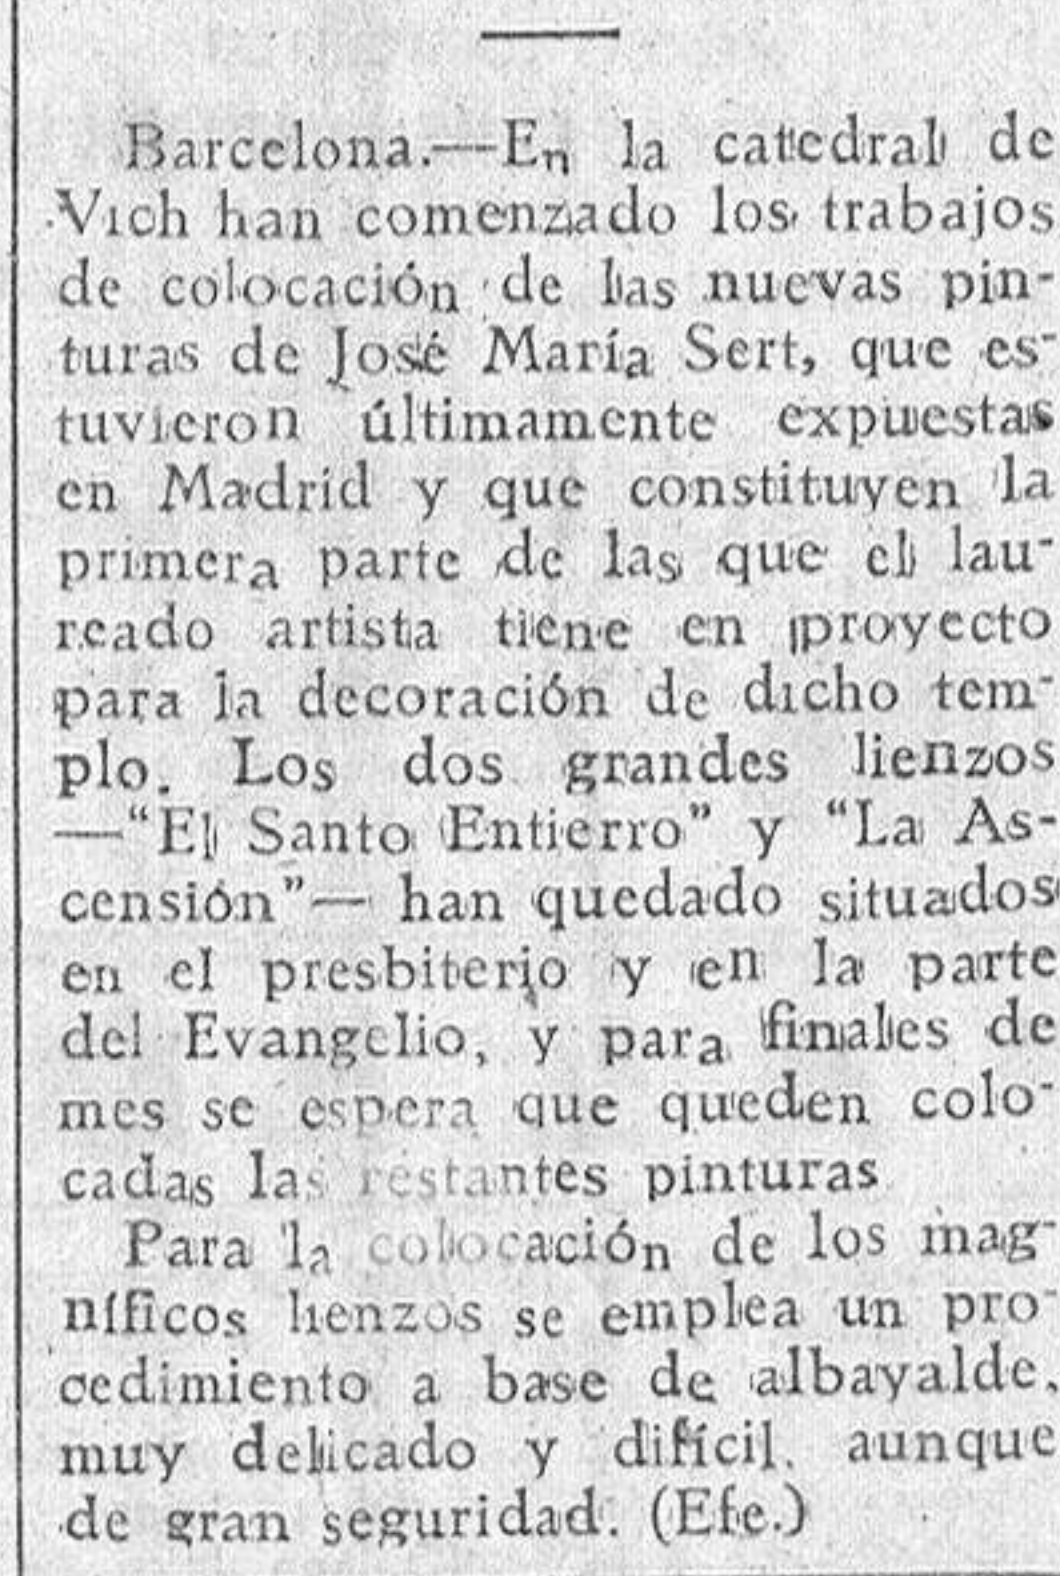 Barcelona.—En la catedral de
Vich han comenzado los trabajos
de colocación de las nuevas pin-
turas de José María Sert, que es-
tuvieron últimamente expuestas
en Madrid y que constituyen la
primera parte de las que el lau-
reado artista tiene en proyecto
para la decoración de dicho tem-
plo. Los dos grandes lienzos
—“El Santo Entierro” y “La As-
censión”— han quedado situados
en el presbiterio y en la parte
del Evangelio, y para finales de
mes se espera que queden colo-
cadas las restantes pinturas
Para la colocación de los mag-
níficos lienzos se emplea un pro-
cedimiento a base de albayalde,
muy delicado y difícil, aunque
de gran seguridad. (Efe.)